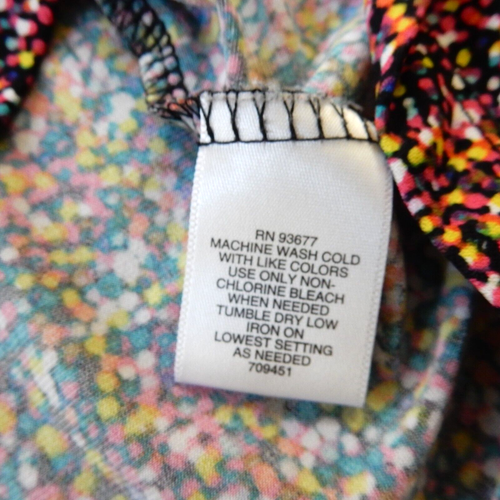 RN 93677
MACHINE WASH COLD
WITH LIKE COLORS
USE ONLY NON-
CHLORINE BLEACH
WHEN NEEDED
TUMBLE DRY LOW
IRON ON
LOWEST SETTING
AS NEEDED
709451